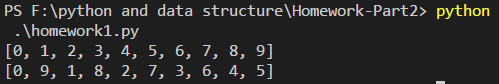 PS F:\python and data structure\Homework-Part2> python
.\homework1.py
[0, 1, 2, 3, 4, 5, 6, 7, 8, 9]
[0, 9, 1, 8, 2, 7, 3, 6, 4, 5]